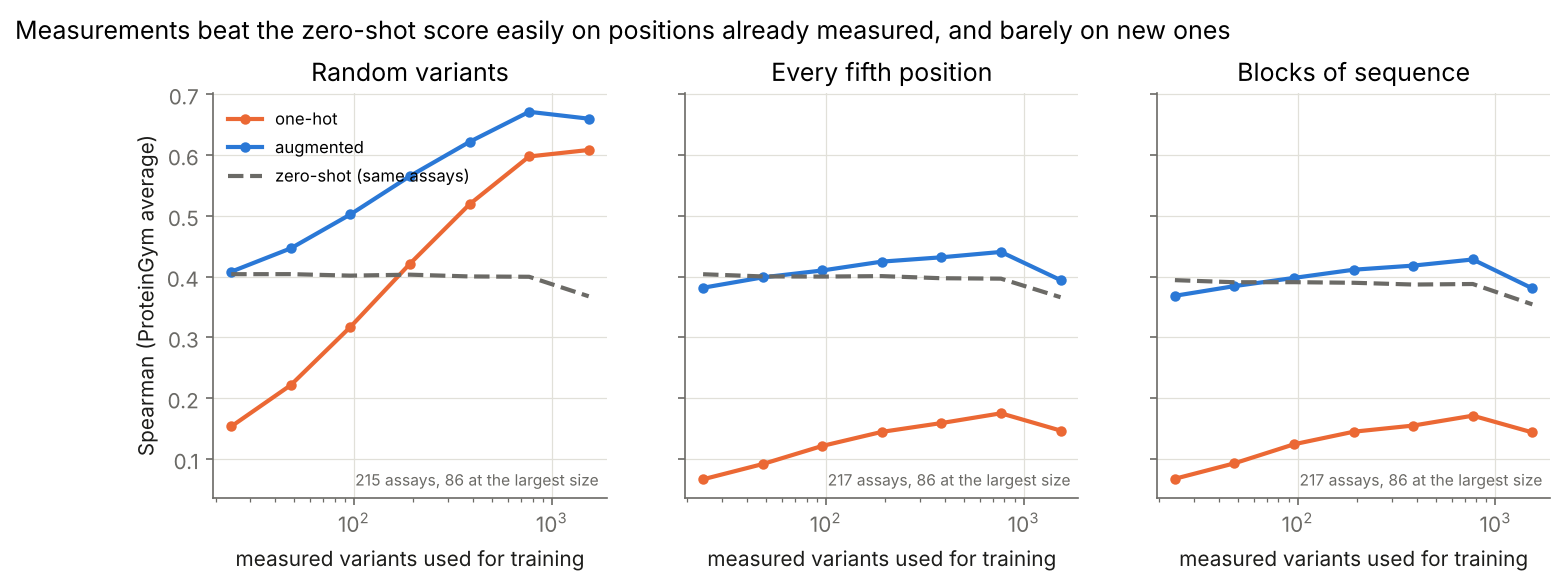 Measurements beat the zero-shot score easily on positions already measured, and barely on new ones
Random variants
Every fifth position
Blocks of sequence
Spearman (ProteinGym average)
0.7
0.6
0.5
0.4
0.3
0.2
0.1
one-hot
augmented
zero-shot (same assays)
215 assays, 86 at the largest size
217 assays, 86 at the largest size
217 assays, 86 at the largest size
10² 10³
10² 10³
10² 10³
measured variants used for training
measured variants used for training
measured variants used for training